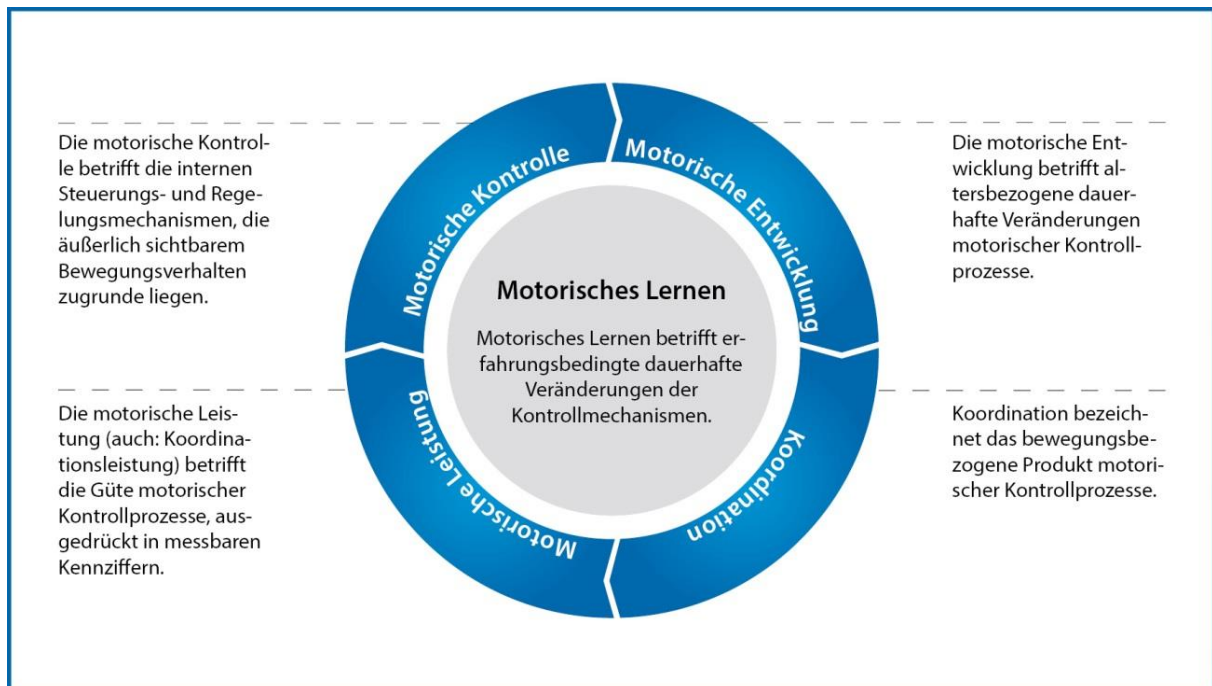 Die motorische Kontrol-
le betrifft die internen
Steuerungs- und Rege-
lungsmechanismen, die
äußerlich sichtbarem
Bewegungsverhalten
zugrunde liegen.
Motorische Kontrolle
Motorische Entwicklung
Die motorische Ent-
wicklung betrifft al-
tersbezogene dauer-
hafte Veränderungen
motorischer Kontroll-
prozesse.
Motorisches Lernen
Motorisches Lernen betrifft er-
fahrungsbedingte dauerhafte
Veränderungen der
Kontrollmechanismen.
Die motorische Leis-
tung (auch: Koordina-
tionsleistung) betrifft
die Güte motorischer
Kontrollprozesse, aus-
gedrückt in messbaren
Kennziffern.
Motorische Leistung
Koordination
Koordination bezeich-
net das bewegungsbe-
zogene Produkt motori-
scher Kontrollprozesse.